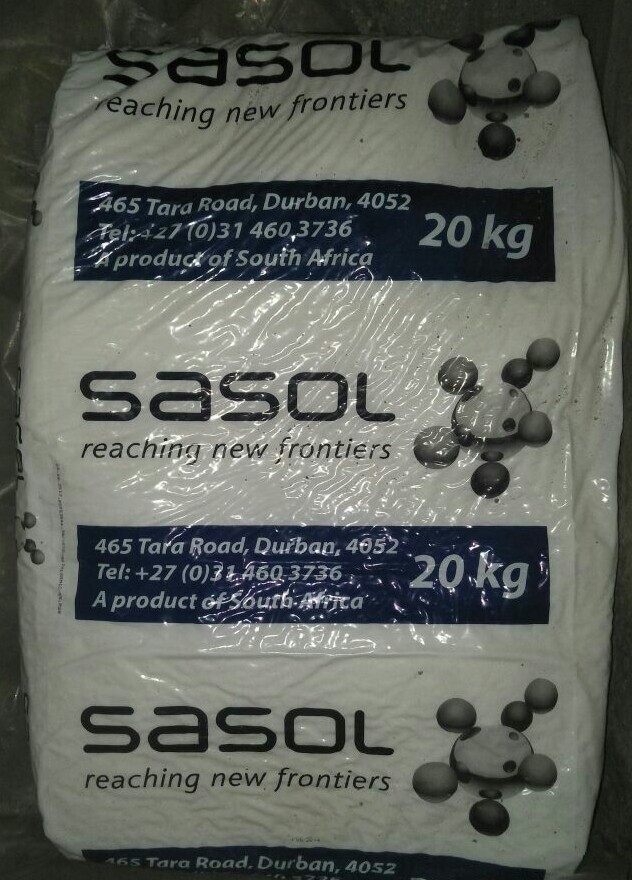 sasol
reaching new frontiers
465 Tara Road, Durban, 4052
Tel: +27 (0)31 460 3736
A product of South Africa
20 kg
sasol
reaching new frontiers
465 Tara Road, Durban, 4052
Tel: +27 (0)31 460 3736
A product of South Africa
20 kg
sasol
reaching new frontiers
465 Tara Road, Durban, 4052